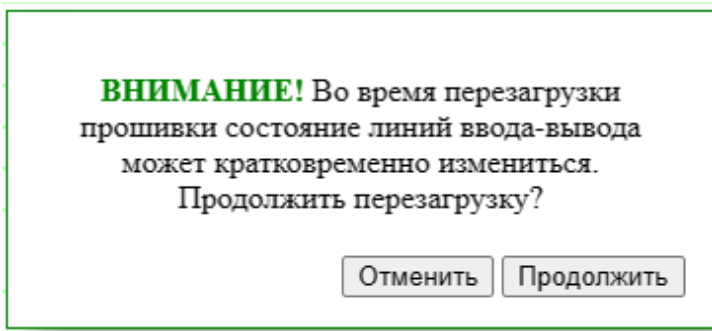 ВНИМАНИЕ! Во время перезагрузки
прошивки состояние линий ввода-вывода
может кратковременно измениться.
Продолжить перезагрузку?
Отменить Продолжить